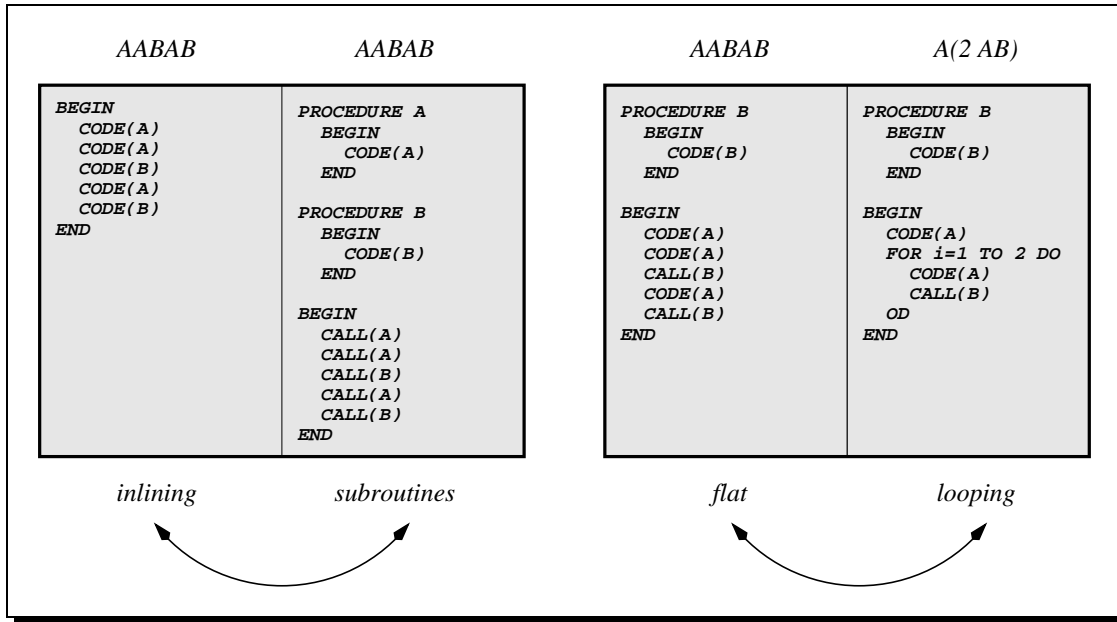 AABAB
BEGIN
CODE(A)
CODE(A)
CODE(B)
CODE(A)
CODE(B)
END
inlining
AABAB
PROCEDURE A
BEGIN
CODE(A)
END
PROCEDURE B
BEGIN
CODE(B)
END
BEGIN
CALL(A)
CALL(A)
CALL(B)
CALL(A)
CALL(B)
END
subroutines
AABAB
PROCEDURE B
BEGIN
CODE(B)
END
BEGIN
CODE(A)
CODE(A)
CALL(B)
CODE(A)
CALL(B)
END
flat
A(2 AB)
PROCEDURE B
BEGIN
CODE(B)
END
BEGIN
CODE(A)
FOR i=1 TO 2 DO
CODE(A)
CALL(B)
OD
END
looping